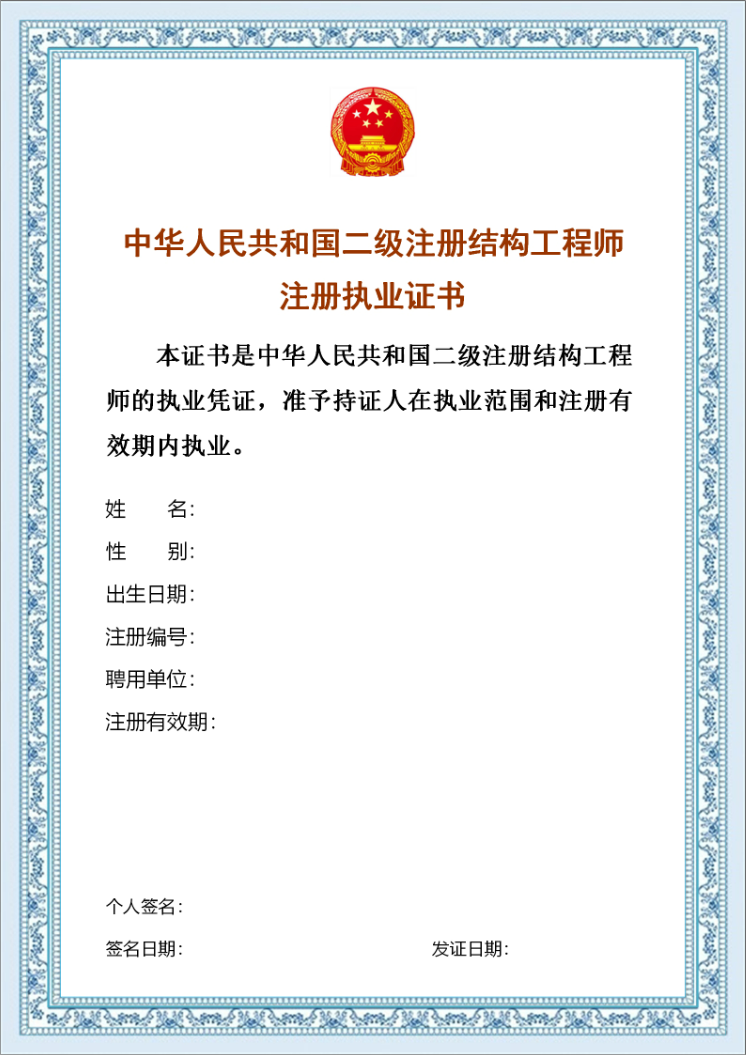 中华人民共和国二级注册结构工程师
注册执业证书
本证书是中华人民共和国二级注册结构工程
师的执业凭证，准予持证人在执业范围和注册有
效期内执业。
姓　　名：
性　　别：
出生日期：
注册编号：
聘用单位：
注册有效期：
个人签名：
签名日期：
发证日期：